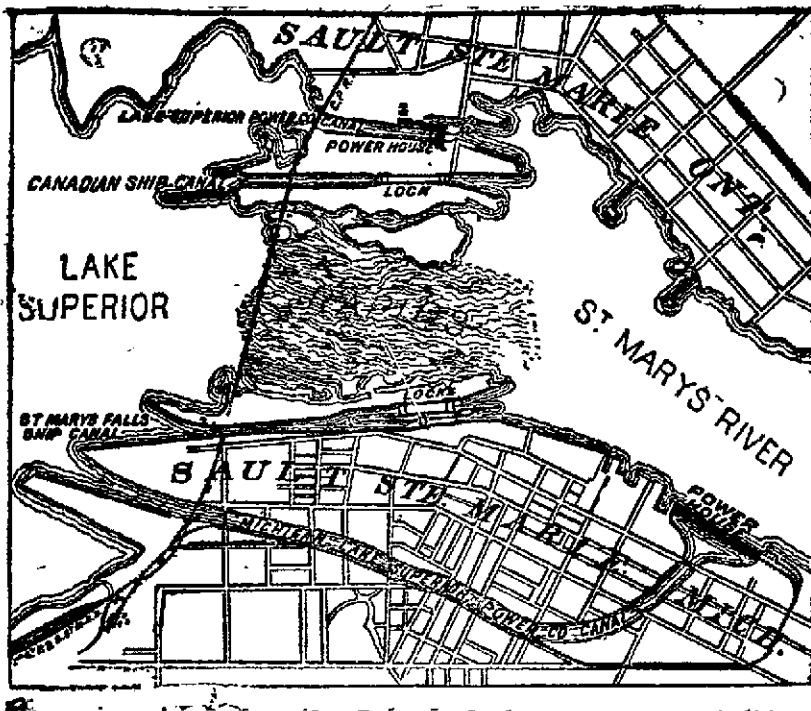 SAULT STE MARIE ONT.
C.P.R.
LAKE SUPERIOR POWER CO. CANAL
POWER HOUSE
CANADIAN SHIP CANAL
LOCK
LAKE
SUPERIOR
ST MARYS RIVER
LOCKS
ST MARYS FALLS
SHIP CANAL
SAULT STE. MARIE MICH.
POWER
HOUSE
MICHIGAN LAKE SUPERIOR POWER CO CANAL